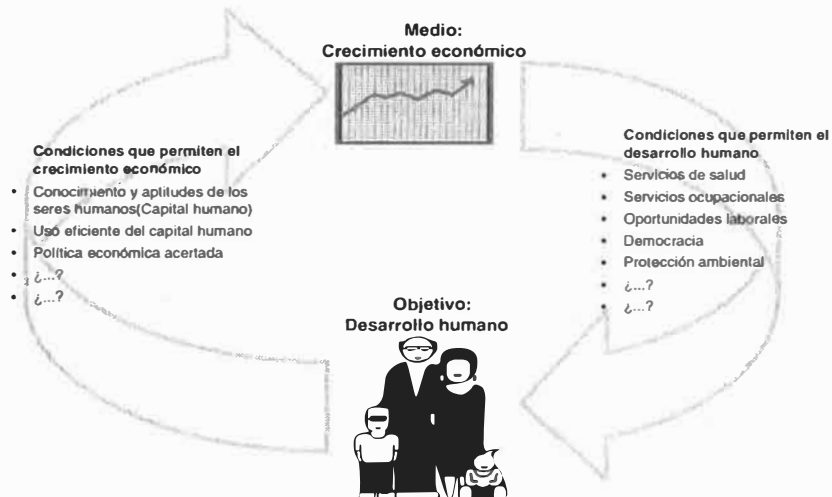 Medio:
Crecimiento económico
Condiciones que permiten el
crecimiento económico
• Conocimiento y aptitudes de los
seres humanos(Capital humano)
• Uso eficiente del capital humano
• Política económica acertada
• ¿...?
• ¿...?
Condiciones que permiten el
desarrollo humano
• Servicios de salud
• Servicios ocupacionales
• Oportunidades laborales
• Democracia
• Protección ambiental
• ¿...?
• ¿...?
Objetivo:
Desarrollo humano